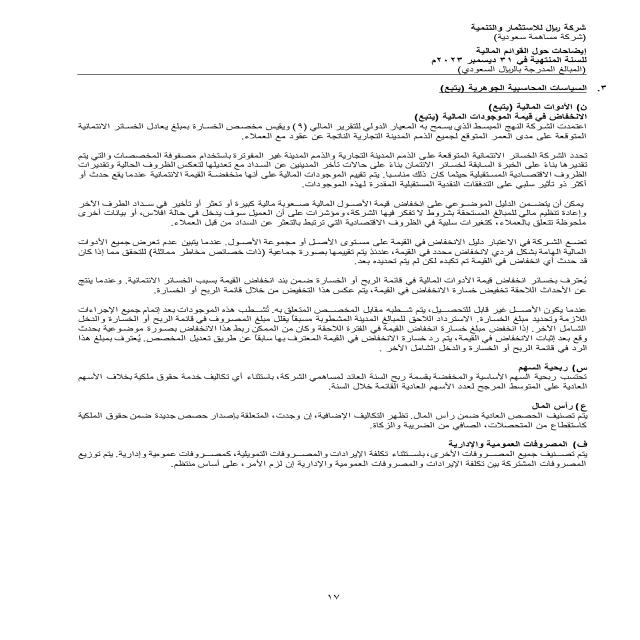 شركة ريال للاستثمار والتنمية
(شركة مساهمة سعودية)
إيضاحات حول القوائم المالية
للسنة المنتهية في ٣١ ديسمبر ٢٠٢٣م
(المبالغ المدرجة بالريال السعودي)
٣. السياسات المحاسبية الجوهرية (يتبع)
ن) الأدوات المالية (يتبع)
الانخفاض في قيمة الموجودات المالية (يتبع)
اعتمدت الشركة النهج المبسط الذي يسمح به المعيار الدولي للتقرير المالي (٩) ويقيس مخصص الخسارة بمبلغ يعادل الخسائر الائتمانية
المتوقعة على مدى العمر المتوقع لجميع الذمم المدينة التجارية الناتجة عن عقود مع العملاء.
تحدد الشركة الخسائر الائتمانية المتوقعة على الذمم المدينة التجارية والذمم المدينة غير المفوترة باستخدام مصفوفة المخصصات والتي يتم
تقديرها بناءً على الخبرة السابقة لخسائر الائتمان بناءً على حالات تأخر المدينين عن السداد مع تعديلها لتعكس الظروف الحالية وتقديرات
الظروف الاقتصادية المستقبلية حيثما كان ذلك مناسبا. يتم تقييم الموجودات المالية على أنها منخفضة القيمة الائتمانية عندما يقع حدث أو
أكثر ذو تأثير سلبي على التدفقات النقدية المستقبلية المقدرة لهذه الموجودات.
يمكن أن يتضمن الدليل الموضوعي على انخفاض قيمة الأصول المالية صعوبة مالية كبيرة أو تعثر أو تأخير في سداد الطرف الآخر
وإعادة تنظيم مالي للمبالغ المستحقة بشروط لا تفكر فيها الشركة، ومؤشرات على أن العميل سوف يدخل في حالة افلاس، أو بيانات أخرى
ملحوظة تتعلق بالعملاء، كتغيرات سلبية في الظروف الاقتصادية التي ترتبط بالتعثر عن السداد من قبل العملاء.
تضع الشركة في الاعتبار دليل الانخفاض في القيمة على مستوى الأصل أو مجموعة الأصول. عندما يتبين عدم تعرض جميع الأدوات
المالية الهامة بشكل فردي لانخفاض محدد في القيمة، عندئذ يتم تقييمها بصورة جماعية (ذات خصائص مخاطر مماثلة) للتحقق مما إذا كان
قد حدث أي انخفاض في القيمة تم تكبده لكن لم يتم تحديده بعد.
يُعترف بخسائر انخفاض قيمة الأدوات المالية في قائمة الربح أو الخسارة ضمن بند انخفاض القيمة بسبب الخسائر الائتمانية. وعندما ينتج
عن الأحداث اللاحقة تخفيض خسارة الانخفاض في القيمة، يتم عكس هذا التخفيض من خلال قائمة الربح أو الخسارة.
عندما يكون الأصل غير قابل للتحصيل، يتم شطبه مقابل المخصص المتعلق به. تُشطب هذه الموجودات بعد إتمام جميع الإجراءات
اللازمة وتحديد مبلغ الخسارة. الاسترداد اللاحق للمبالغ المدينة المشطوبة مسبقاً يقلل مبلغ المصروف في قائمة الربح أو الخسارة والدخل
الشامل الآخر. إذا انخفض مبلغ خسارة انخفاض القيمة في الفترة اللاحقة وكان من الممكن ربط هذا الانخفاض بصورة موضوعية بحدث
وقع بعد إثبات الانخفاض في القيمة، يتم رد خسارة الانخفاض في القيمة المعترف بها سابقا عن طريق تعديل المخصص. يُعترف بمبلغ هذا
الرد في قائمة الربح أو الخسارة والدخل الشامل الآخر .
س) ربحية السهم
تحتسب ربحية السهم الأساسية والمخفضة بقسمة ربح السنة العائد لمساهمي الشركة، باستثناء أي تكاليف خدمة حقوق ملكية بخلاف الأسهم
العادية على المتوسط المرجح لعدد الأسهم العادية القائمة خلال السنة.
ع) رأس المال
يتم تصنيف الحصص العادية ضمن رأس المال. تظهر التكاليف الإضافية، إن وجدت، المتعلقة بإصدار حصص جديدة ضمن حقوق الملكية
كاستقطاع من المتحصلات، الصافي من الضريبة والزكاة.
ف) المصروفات العمومية والإدارية
يتم تصنيف جميع المصروفات الأخرى، باستثناء تكلفة الإيرادات والمصروفات التمويلية، كمصروفات عمومية وإدارية. يتم توزيع
المصروفات المشتركة بين تكلفة الإيرادات والمصروفات العمومية والإدارية إن لزم الأمر، على أساس منتظم.
١٧